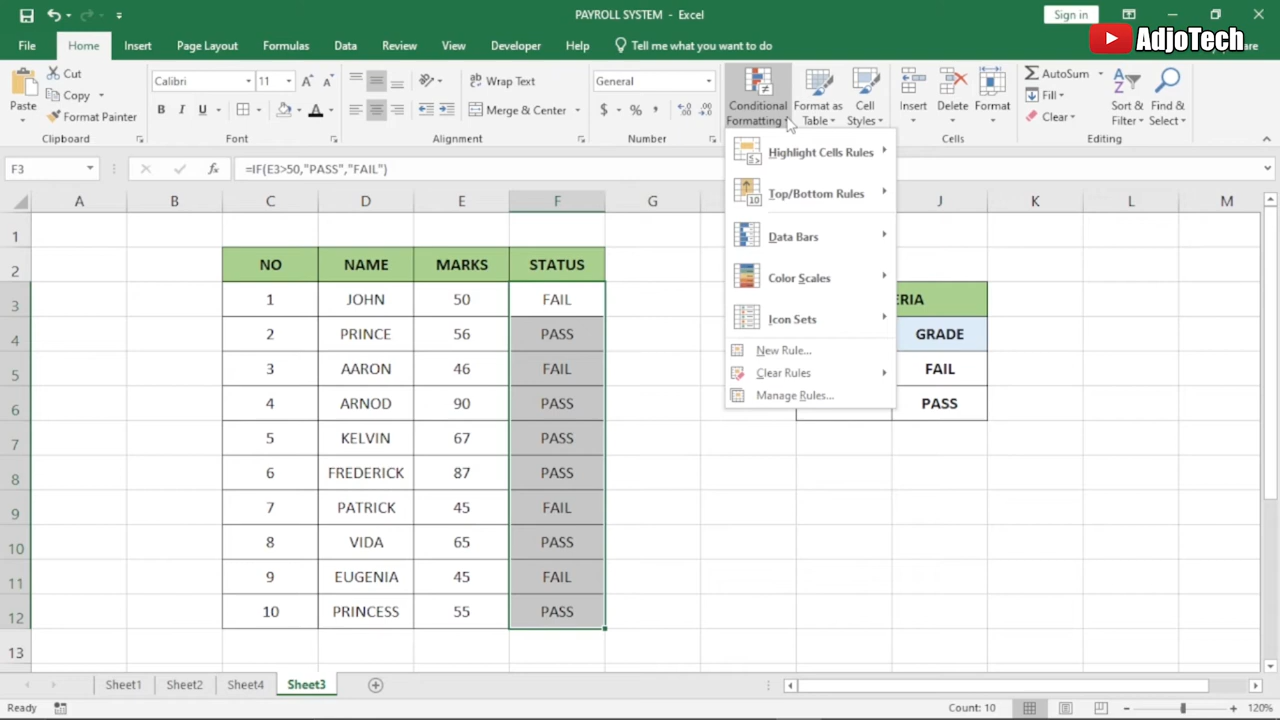 PAYROLL SYSTEM - Excel
Sign in
AdjoTech
File Home Insert Page Layout Formulas Data Review View Developer Help Tell me what you want to do
Cut
Copy
Format Painter
Paste
Clipboard
Calibri 11
B I U A
Font
Wrap Text
Merge & Center
Alignment
General
$ % ,
Number
Conditional Formatting
Format as Table
Cell Styles
Insert Delete Format
Cells
AutoSum
Fill
Clear
Sort & Filter
Find & Select
Editing
F3 fx =IF(E3>50,"PASS","FAIL")
Highlight Cells Rules
Top/Bottom Rules
Data Bars
Color Scales
Icon Sets
New Rule...
Clear Rules
Manage Rules...
A B C D E F G J K L M
1
2 NO NAME MARKS STATUS
3 1 JOHN 50 FAIL ERIA
4 2 PRINCE 56 PASS GRADE
5 3 AARON 46 FAIL FAIL
6 4 ARNOD 90 PASS PASS
7 5 KELVIN 67 PASS
8 6 FREDERICK 87 PASS
9 7 PATRICK 45 FAIL
10 8 VIDA 65 PASS
11 9 EUGENIA 45 FAIL
12 10 PRINCESS 55 PASS
13
Sheet1 Sheet2 Sheet4 Sheet3
Ready Count: 10 120%